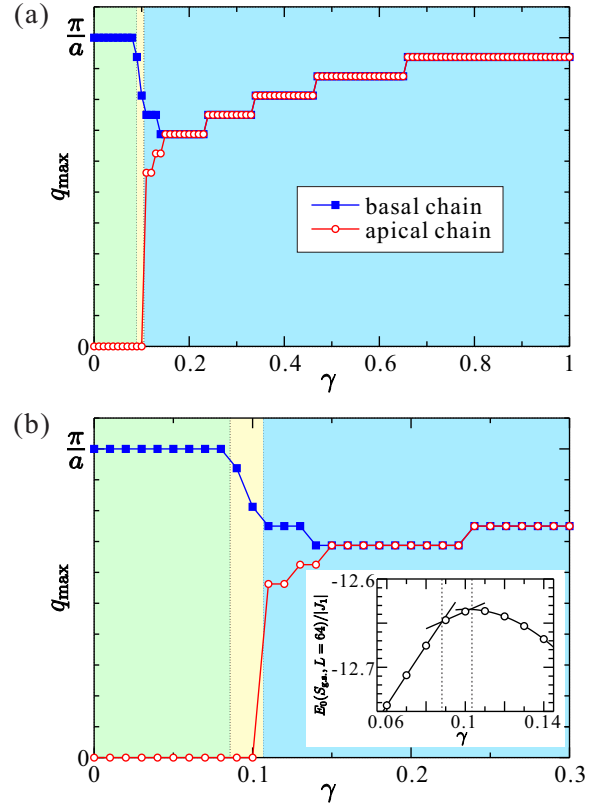 (a)
π/a
q_max
0
basal chain
apical chain
0 0.2 0.4 0.6 0.8 1
γ
(b)
π/a
q_max
0
E_0(S_g.s., L = 64)/|J_1|
-12.6
-12.7
0.06 0.1 0.14
γ
0 0.1 0.2 0.3
γ